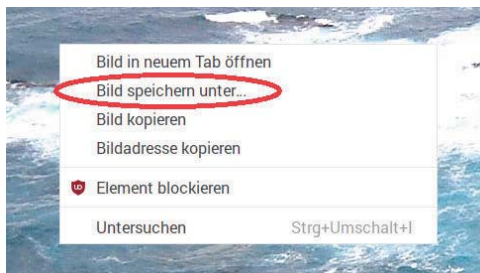 Bild in neuem Tab öffnen
Bild speichern unter...
Bild kopieren
Bildadresse kopieren
Element blockieren
Untersuchen Strg+Umschalt+I